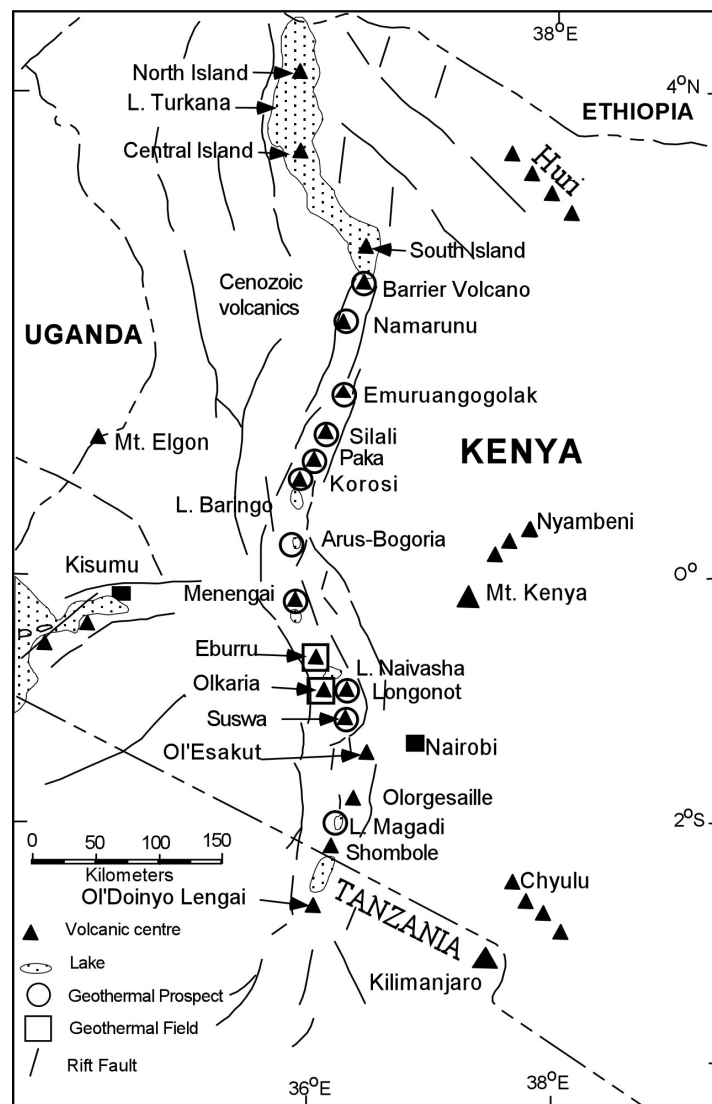 38°E
North Island
4°N
L. Turkana
ETHIOPIA
Central Island
Huri
South Island
Cenozoic
volcanics
Barrier Volcano
UGANDA
Namarunu
Emuruangogolak
Mt. Elgon
Silali
KENYA
Paka
Korosi
L. Baringo
Nyambeni
Arus-Bogoria
Kisumu
0°
Menengai
Mt. Kenya
Eburru
L. Naivasha
Olkaria
Longonot
Suswa
Ol'Esakut
Nairobi
Olorgesaille
2°S
L. Magadi
0 50 100 150
Shombole
Kilometers
Chyulu
Ol'Doinyo Lengai
TANZANIA
Volcanic centre
Lake
Kilimanjaro
Geothermal Prospect
Geothermal Field
Rift Fault
36°E
38°E